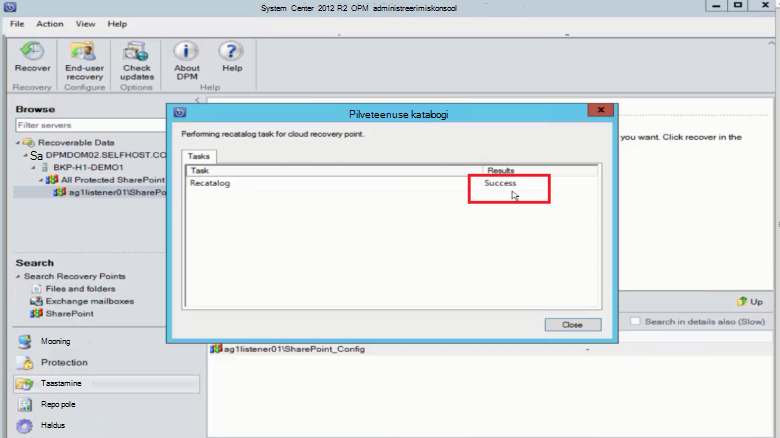 System Center 2012 R2 OPM administreerimiskonsool
File Action View Help
Recover
End-user recovery
Check updates
About DPM
Help
Recovery Configure Options Help
Browse
Filter servers
Recoverable Data
Sa DPMDOM02.SELFHOST.CO
BKP-H1-DEMO1
All Protected SharePoint
ag1listener01\SharePo
you want. Click recover in the
Pilveteenuse katalogi
Performing recatalog task for cloud recovery point.
Tasks
Task Results
Recatalog Success
Close
Search
Search Recovery Points
Files and folders
Exchange mailboxes
SharePoint
Up
Search in details also (Slow)
ag1listener01\SharePoint_Config -
Mooning
Protection
Taastamine
Repo pole
Haldus